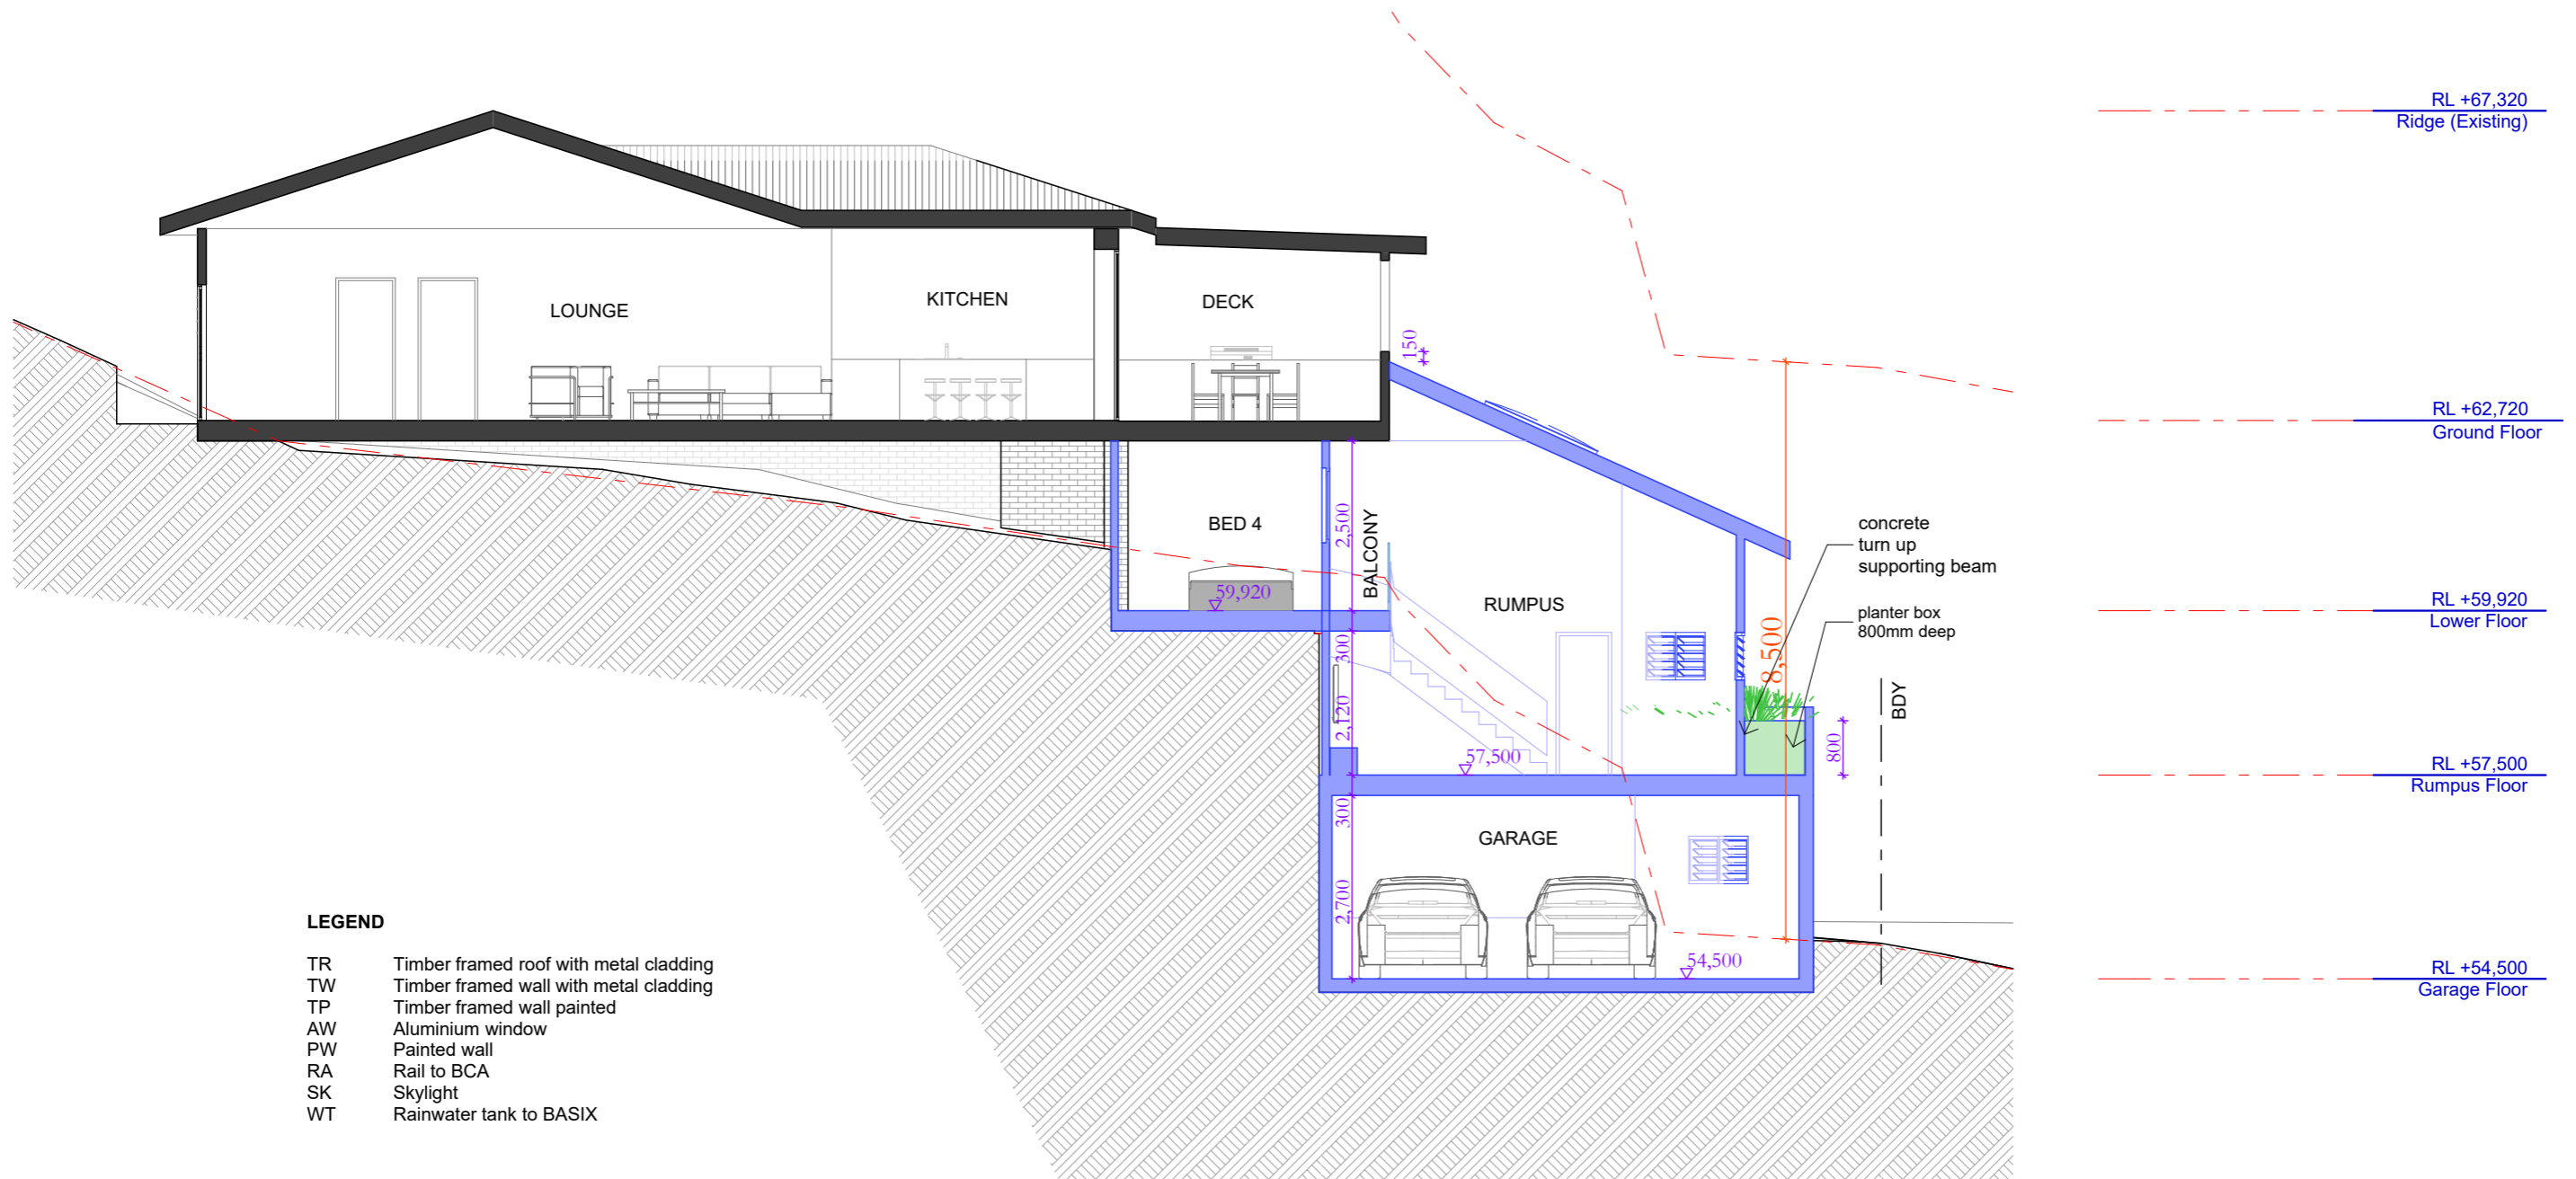 RL +67,320
Ridge (Existing)
LOUNGE
KITCHEN
DECK
150
RL +62,720
Ground Floor
BED 4
2,500
BALCONY
concrete
turn up
supporting beam
59,920
RUMPUS
RL +59,920
Lower Floor
planter box
800mm deep
8,500
300
2,120
BDY
57,500
800
RL +57,500
Rumpus Floor
300
GARAGE
2,700
54,500
RL +54,500
Garage Floor
LEGEND
TR Timber framed roof with metal cladding
TW Timber framed wall with metal cladding
TP Timber framed wall painted
AW Aluminium window
PW Painted wall
RA Rail to BCA
SK Skylight
WT Rainwater tank to BASIX